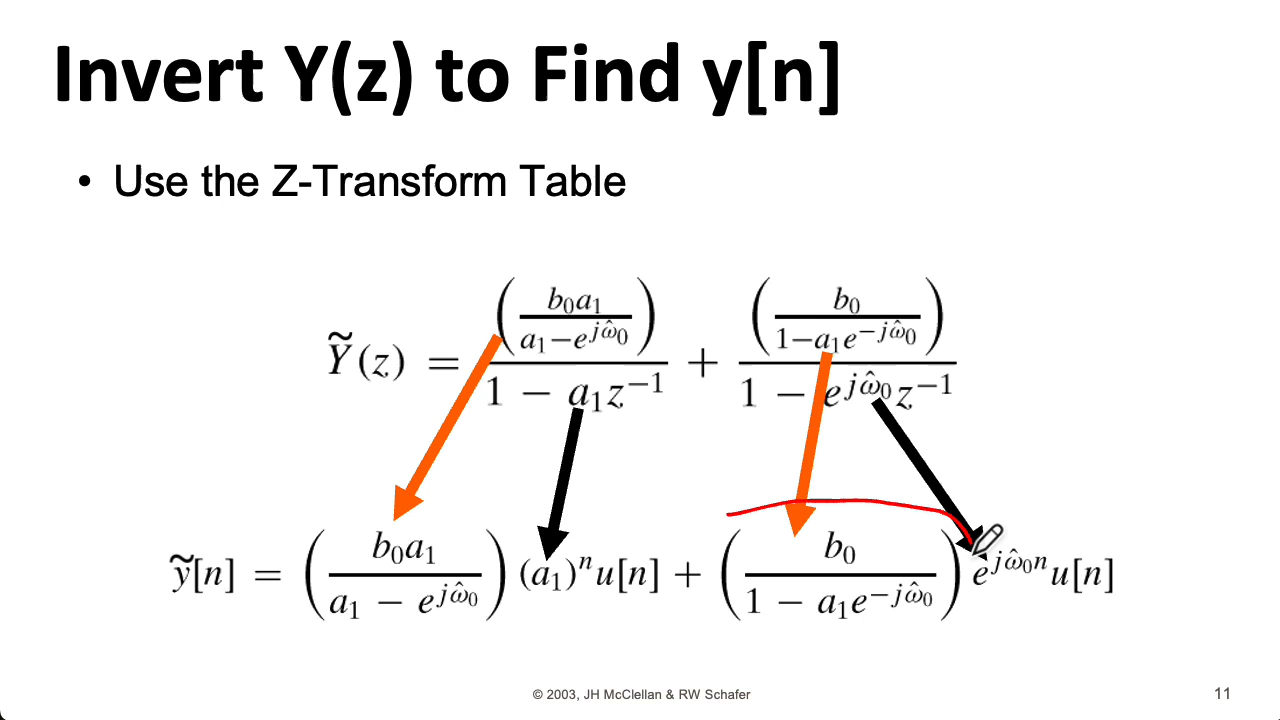 Invert Y(z) to Find y[n]
• Use the Z-Transform Table
Ỹ(z) = (b₀a₁ / (a₁−e^{jω̂₀})) / (1 − a₁z⁻¹) + (b₀ / (1−a₁e^{−jω̂₀})) / (1 − e^{jω̂₀}z⁻¹)
ỹ[n] = (b₀a₁ / (a₁ − e^{jω̂₀})) (a₁)ⁿ u[n] + (b₀ / (1 − a₁e^{−jω̂₀})) e^{jω̂₀n} u[n]
© 2003, JH McClellan & RW Schafer
11